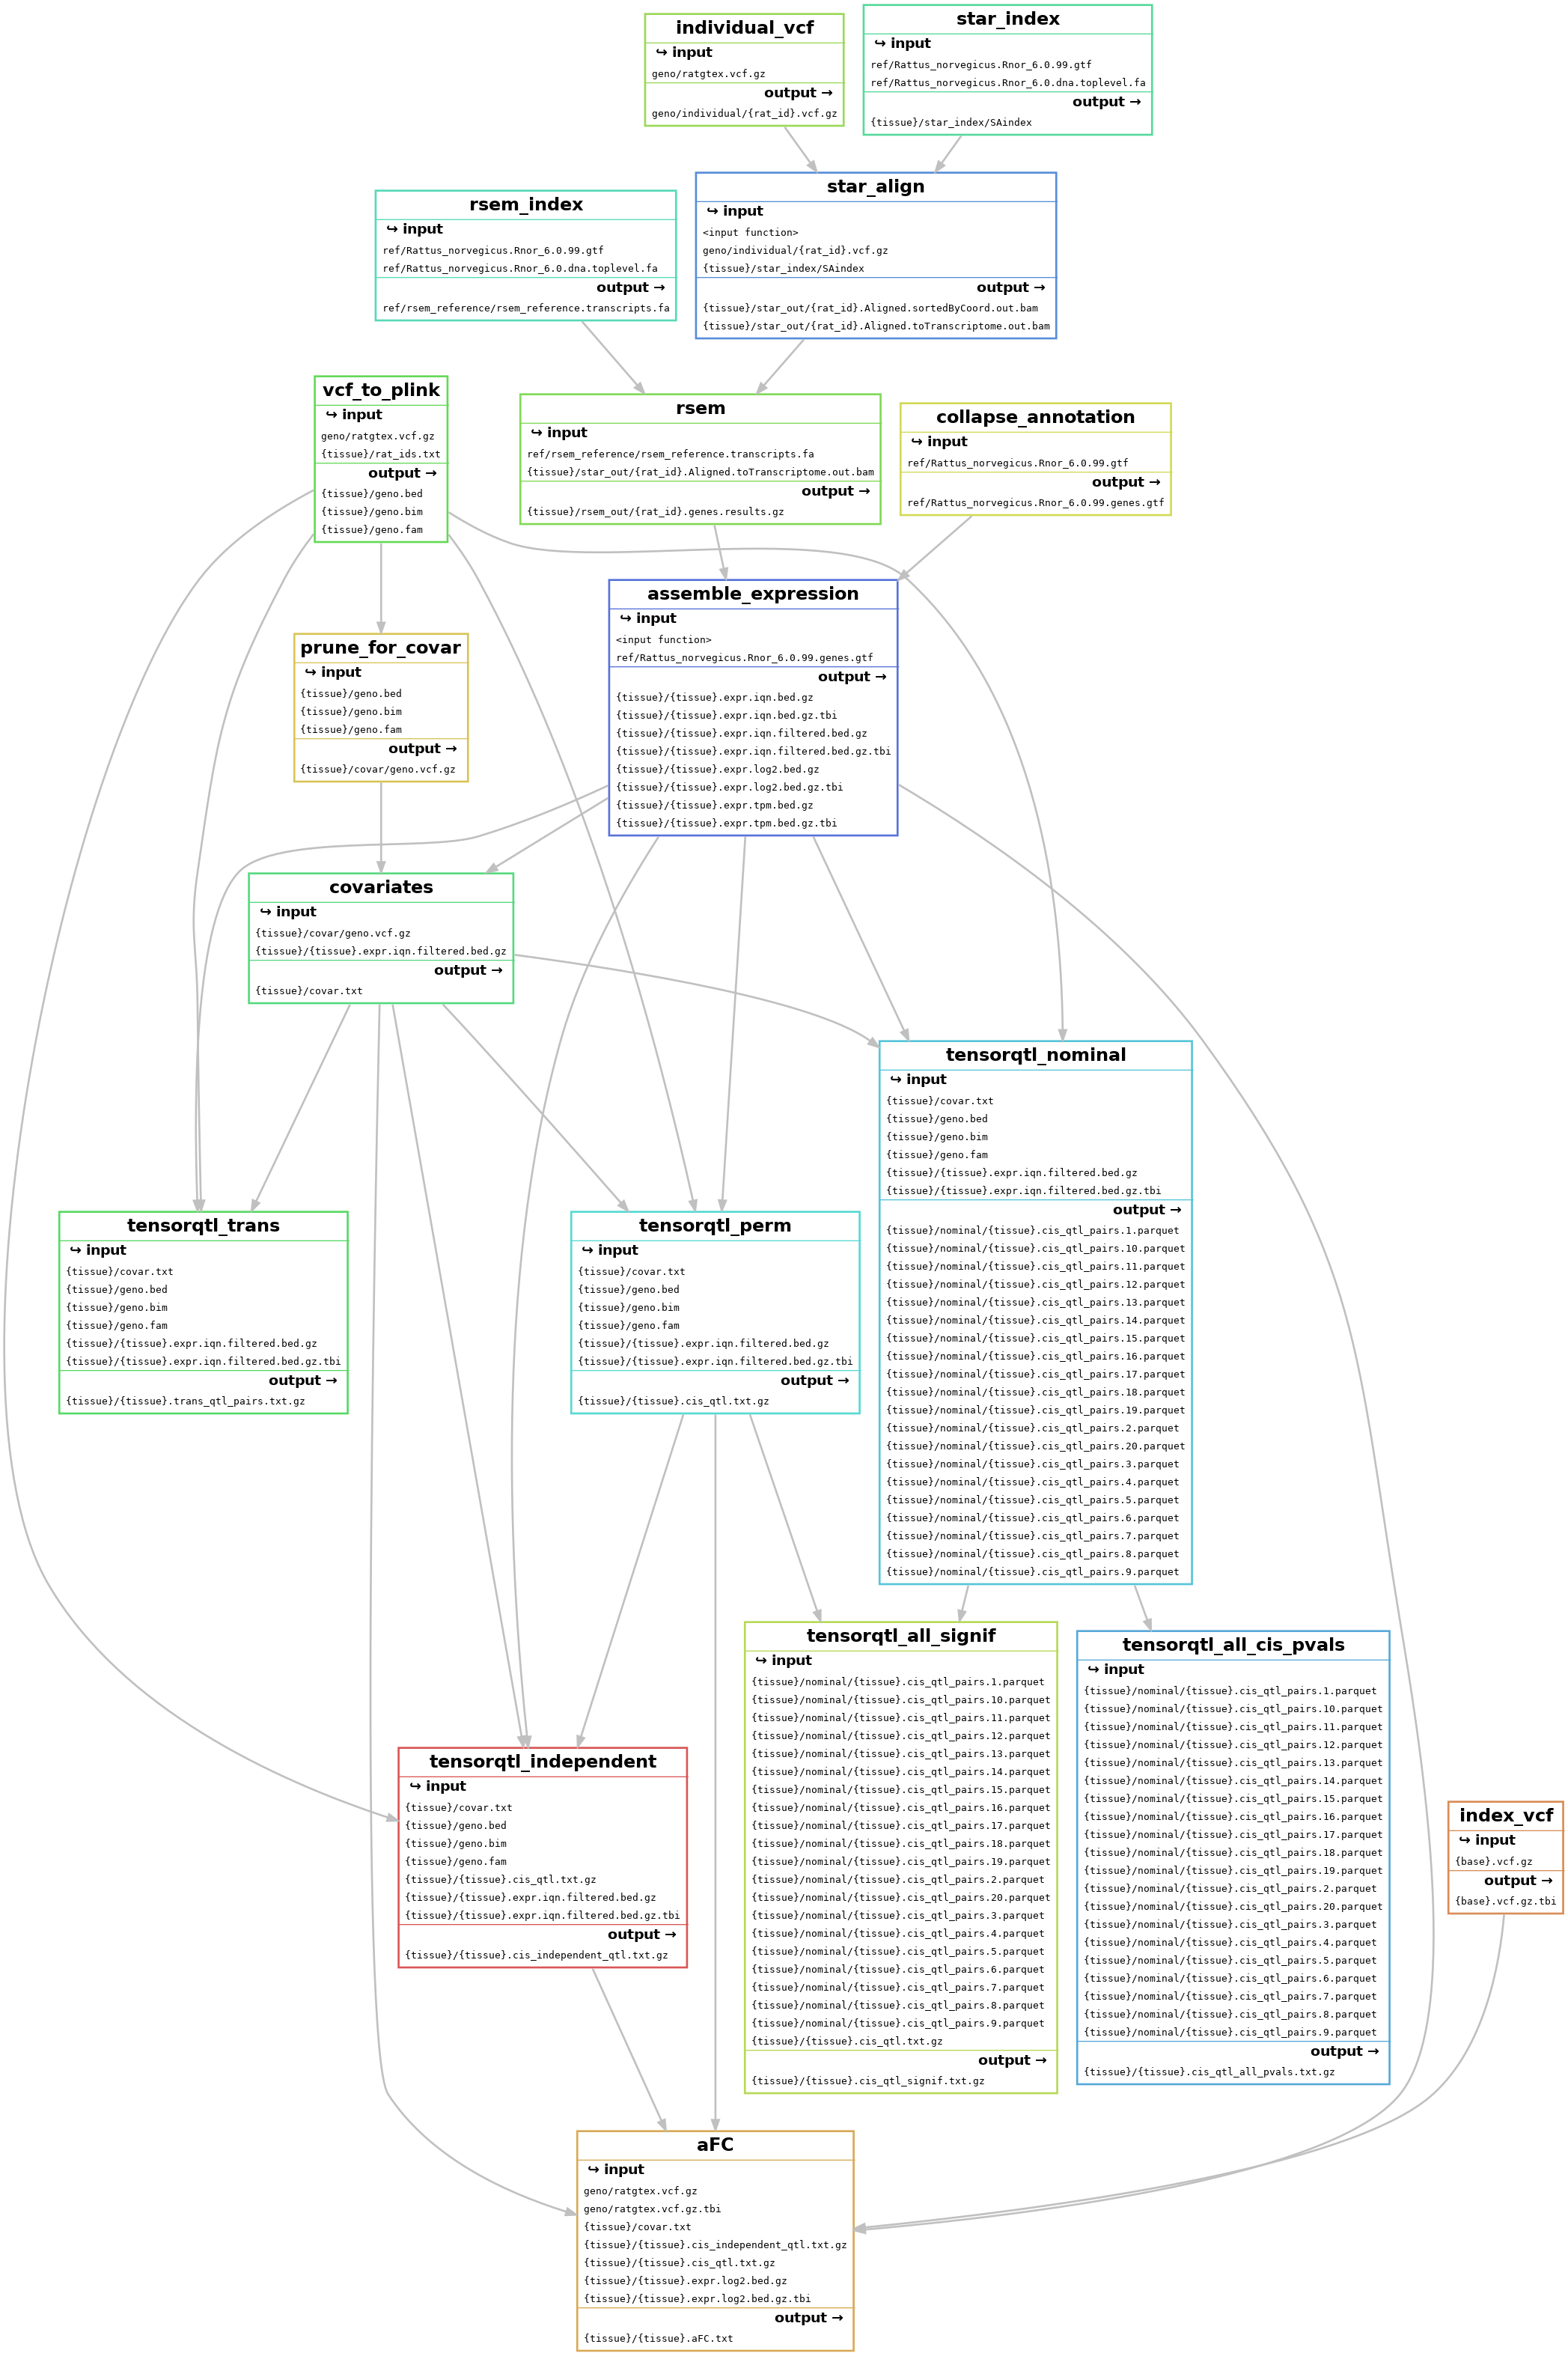 individual_vcf
↪ input
geno/ratgtex.vcf.gz
output →
geno/individual/{rat_id}.vcf.gz
star_index
↪ input
ref/Rattus_norvegicus.Rnor_6.0.99.gtf
ref/Rattus_norvegicus.Rnor_6.0.dna.toplevel.fa
output →
{tissue}/star_index/SAindex
star_align
↪ input
<input function>
geno/individual/{rat_id}.vcf.gz
{tissue}/star_index/SAindex
output →
{tissue}/star_out/{rat_id}.Aligned.sortedByCoord.out.bam
{tissue}/star_out/{rat_id}.Aligned.toTranscriptome.out.bam
rsem_index
↪ input
ref/Rattus_norvegicus.Rnor_6.0.99.gtf
ref/Rattus_norvegicus.Rnor_6.0.dna.toplevel.fa
output →
ref/rsem_reference/rsem_reference.transcripts.fa
vcf_to_plink
↪ input
geno/ratgtex.vcf.gz
{tissue}/rat_ids.txt
output →
{tissue}/geno.bed
{tissue}/geno.bim
{tissue}/geno.fam
rsem
↪ input
ref/rsem_reference/rsem_reference.transcripts.fa
{tissue}/star_out/{rat_id}.Aligned.toTranscriptome.out.bam
output →
{tissue}/rsem_out/{rat_id}.genes.results.gz
collapse_annotation
↪ input
ref/Rattus_norvegicus.Rnor_6.0.99.gtf
output →
ref/Rattus_norvegicus.Rnor_6.0.99.genes.gtf
assemble_expression
↪ input
<input function>
ref/Rattus_norvegicus.Rnor_6.0.99.genes.gtf
output →
{tissue}/{tissue}.expr.iqn.bed.gz
{tissue}/{tissue}.expr.iqn.bed.gz.tbi
{tissue}/{tissue}.expr.iqn.filtered.bed.gz
{tissue}/{tissue}.expr.iqn.filtered.bed.gz.tbi
{tissue}/{tissue}.expr.log2.bed.gz
{tissue}/{tissue}.expr.log2.bed.gz.tbi
{tissue}/{tissue}.expr.tpm.bed.gz
{tissue}/{tissue}.expr.tpm.bed.gz.tbi
prune_for_covar
↪ input
{tissue}/geno.bed
{tissue}/geno.bim
{tissue}/geno.fam
output →
{tissue}/covar/geno.vcf.gz
covariates
↪ input
{tissue}/covar/geno.vcf.gz
{tissue}/{tissue}.expr.iqn.filtered.bed.gz
output →
{tissue}/covar.txt
tensorqtl_nominal
↪ input
{tissue}/covar.txt
{tissue}/geno.bed
{tissue}/geno.bim
{tissue}/geno.fam
{tissue}/{tissue}.expr.iqn.filtered.bed.gz
{tissue}/{tissue}.expr.iqn.filtered.bed.gz.tbi
output →
{tissue}/nominal/{tissue}.cis_qtl_pairs.1.parquet
{tissue}/nominal/{tissue}.cis_qtl_pairs.10.parquet
{tissue}/nominal/{tissue}.cis_qtl_pairs.11.parquet
{tissue}/nominal/{tissue}.cis_qtl_pairs.12.parquet
{tissue}/nominal/{tissue}.cis_qtl_pairs.13.parquet
{tissue}/nominal/{tissue}.cis_qtl_pairs.14.parquet
{tissue}/nominal/{tissue}.cis_qtl_pairs.15.parquet
{tissue}/nominal/{tissue}.cis_qtl_pairs.16.parquet
{tissue}/nominal/{tissue}.cis_qtl_pairs.17.parquet
{tissue}/nominal/{tissue}.cis_qtl_pairs.18.parquet
{tissue}/nominal/{tissue}.cis_qtl_pairs.19.parquet
{tissue}/nominal/{tissue}.cis_qtl_pairs.2.parquet
{tissue}/nominal/{tissue}.cis_qtl_pairs.20.parquet
{tissue}/nominal/{tissue}.cis_qtl_pairs.3.parquet
{tissue}/nominal/{tissue}.cis_qtl_pairs.4.parquet
{tissue}/nominal/{tissue}.cis_qtl_pairs.5.parquet
{tissue}/nominal/{tissue}.cis_qtl_pairs.6.parquet
{tissue}/nominal/{tissue}.cis_qtl_pairs.7.parquet
{tissue}/nominal/{tissue}.cis_qtl_pairs.8.parquet
{tissue}/nominal/{tissue}.cis_qtl_pairs.9.parquet
tensorqtl_trans
↪ input
{tissue}/covar.txt
{tissue}/geno.bed
{tissue}/geno.bim
{tissue}/geno.fam
{tissue}/{tissue}.expr.iqn.filtered.bed.gz
{tissue}/{tissue}.expr.iqn.filtered.bed.gz.tbi
output →
{tissue}/{tissue}.trans_qtl_pairs.txt.gz
tensorqtl_perm
↪ input
{tissue}/covar.txt
{tissue}/geno.bed
{tissue}/geno.bim
{tissue}/geno.fam
{tissue}/{tissue}.expr.iqn.filtered.bed.gz
{tissue}/{tissue}.expr.iqn.filtered.bed.gz.tbi
output →
{tissue}/{tissue}.cis_qtl.txt.gz
tensorqtl_all_signif
↪ input
{tissue}/nominal/{tissue}.cis_qtl_pairs.1.parquet
{tissue}/nominal/{tissue}.cis_qtl_pairs.10.parquet
{tissue}/nominal/{tissue}.cis_qtl_pairs.11.parquet
{tissue}/nominal/{tissue}.cis_qtl_pairs.12.parquet
{tissue}/nominal/{tissue}.cis_qtl_pairs.13.parquet
{tissue}/nominal/{tissue}.cis_qtl_pairs.14.parquet
{tissue}/nominal/{tissue}.cis_qtl_pairs.15.parquet
{tissue}/nominal/{tissue}.cis_qtl_pairs.16.parquet
{tissue}/nominal/{tissue}.cis_qtl_pairs.17.parquet
{tissue}/nominal/{tissue}.cis_qtl_pairs.18.parquet
{tissue}/nominal/{tissue}.cis_qtl_pairs.19.parquet
{tissue}/nominal/{tissue}.cis_qtl_pairs.2.parquet
{tissue}/nominal/{tissue}.cis_qtl_pairs.20.parquet
{tissue}/nominal/{tissue}.cis_qtl_pairs.3.parquet
{tissue}/nominal/{tissue}.cis_qtl_pairs.4.parquet
{tissue}/nominal/{tissue}.cis_qtl_pairs.5.parquet
{tissue}/nominal/{tissue}.cis_qtl_pairs.6.parquet
{tissue}/nominal/{tissue}.cis_qtl_pairs.7.parquet
{tissue}/nominal/{tissue}.cis_qtl_pairs.8.parquet
{tissue}/nominal/{tissue}.cis_qtl_pairs.9.parquet
{tissue}/{tissue}.cis_qtl.txt.gz
output →
{tissue}/{tissue}.cis_qtl_signif.txt.gz
tensorqtl_all_cis_pvals
↪ input
{tissue}/nominal/{tissue}.cis_qtl_pairs.1.parquet
{tissue}/nominal/{tissue}.cis_qtl_pairs.10.parquet
{tissue}/nominal/{tissue}.cis_qtl_pairs.11.parquet
{tissue}/nominal/{tissue}.cis_qtl_pairs.12.parquet
{tissue}/nominal/{tissue}.cis_qtl_pairs.13.parquet
{tissue}/nominal/{tissue}.cis_qtl_pairs.14.parquet
{tissue}/nominal/{tissue}.cis_qtl_pairs.15.parquet
{tissue}/nominal/{tissue}.cis_qtl_pairs.16.parquet
{tissue}/nominal/{tissue}.cis_qtl_pairs.17.parquet
{tissue}/nominal/{tissue}.cis_qtl_pairs.18.parquet
{tissue}/nominal/{tissue}.cis_qtl_pairs.19.parquet
{tissue}/nominal/{tissue}.cis_qtl_pairs.2.parquet
{tissue}/nominal/{tissue}.cis_qtl_pairs.20.parquet
{tissue}/nominal/{tissue}.cis_qtl_pairs.3.parquet
{tissue}/nominal/{tissue}.cis_qtl_pairs.4.parquet
{tissue}/nominal/{tissue}.cis_qtl_pairs.5.parquet
{tissue}/nominal/{tissue}.cis_qtl_pairs.6.parquet
{tissue}/nominal/{tissue}.cis_qtl_pairs.7.parquet
{tissue}/nominal/{tissue}.cis_qtl_pairs.8.parquet
{tissue}/nominal/{tissue}.cis_qtl_pairs.9.parquet
output →
{tissue}/{tissue}.cis_qtl_all_pvals.txt.gz
tensorqtl_independent
↪ input
{tissue}/covar.txt
{tissue}/geno.bed
{tissue}/geno.bim
{tissue}/geno.fam
{tissue}/{tissue}.cis_qtl.txt.gz
{tissue}/{tissue}.expr.iqn.filtered.bed.gz
{tissue}/{tissue}.expr.iqn.filtered.bed.gz.tbi
output →
{tissue}/{tissue}.cis_independent_qtl.txt.gz
index_vcf
↪ input
{base}.vcf.gz
output →
{base}.vcf.gz.tbi
aFC
↪ input
geno/ratgtex.vcf.gz
geno/ratgtex.vcf.gz.tbi
{tissue}/covar.txt
{tissue}/{tissue}.cis_independent_qtl.txt.gz
{tissue}/{tissue}.cis_qtl.txt.gz
{tissue}/{tissue}.expr.log2.bed.gz
{tissue}/{tissue}.expr.log2.bed.gz.tbi
output →
{tissue}/{tissue}.aFC.txt